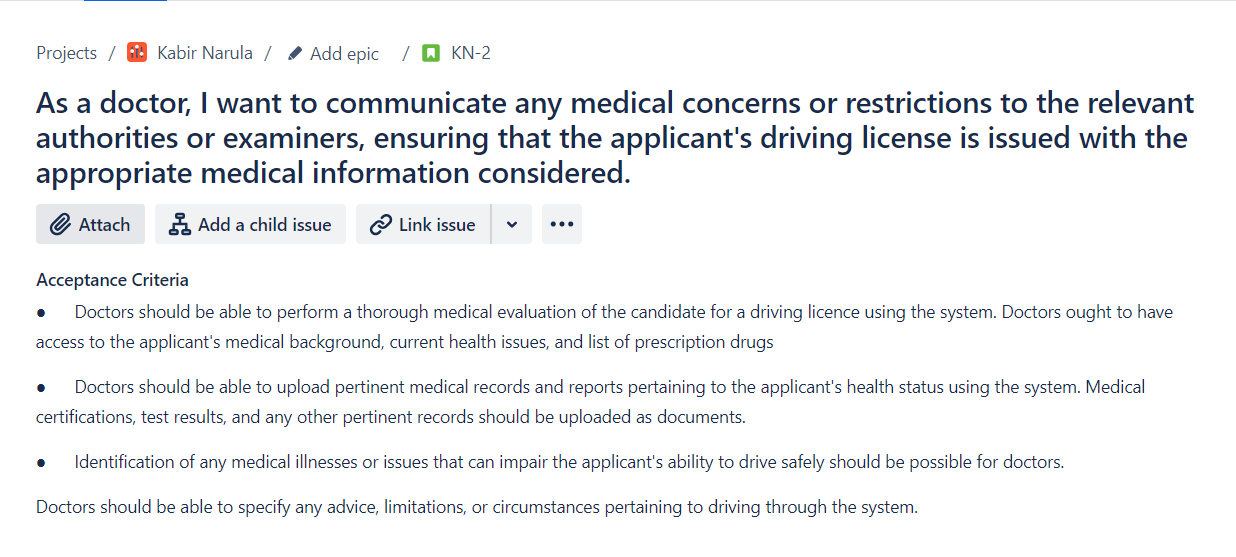 Projects / Kabir Narula / Add epic / KN-2
As a doctor, I want to communicate any medical concerns or restrictions to the relevant
authorities or examiners, ensuring that the applicant's driving license is issued with the
appropriate medical information considered.
Attach Add a child issue Link issue
Acceptance Criteria
● Doctors should be able to perform a thorough medical evaluation of the candidate for a driving licence using the system. Doctors ought to have
access to the applicant's medical background, current health issues, and list of prescription drugs
● Doctors should be able to upload pertinent medical records and reports pertaining to the applicant's health status using the system. Medical
certifications, test results, and any other pertinent records should be uploaded as documents.
● Identification of any medical illnesses or issues that can impair the applicant's ability to drive safely should be possible for doctors.
Doctors should be able to specify any advice, limitations, or circumstances pertaining to driving through the system.